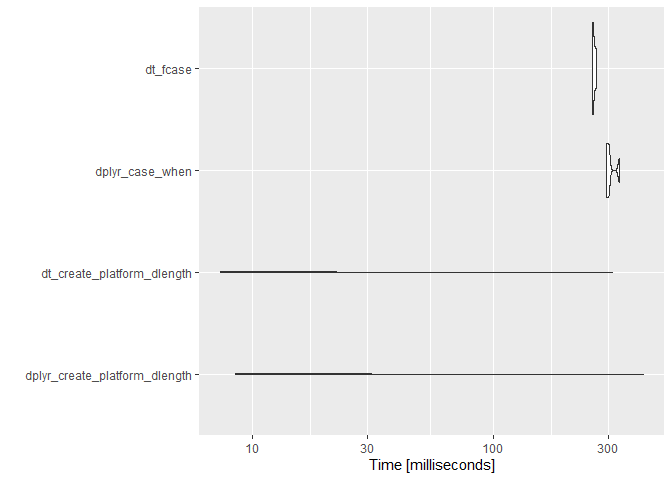 dt_fcase
dplyr_case_when
dt_create_platform_dlength
dplyr_create_platform_dlength
10 30 100 300
Time [milliseconds]